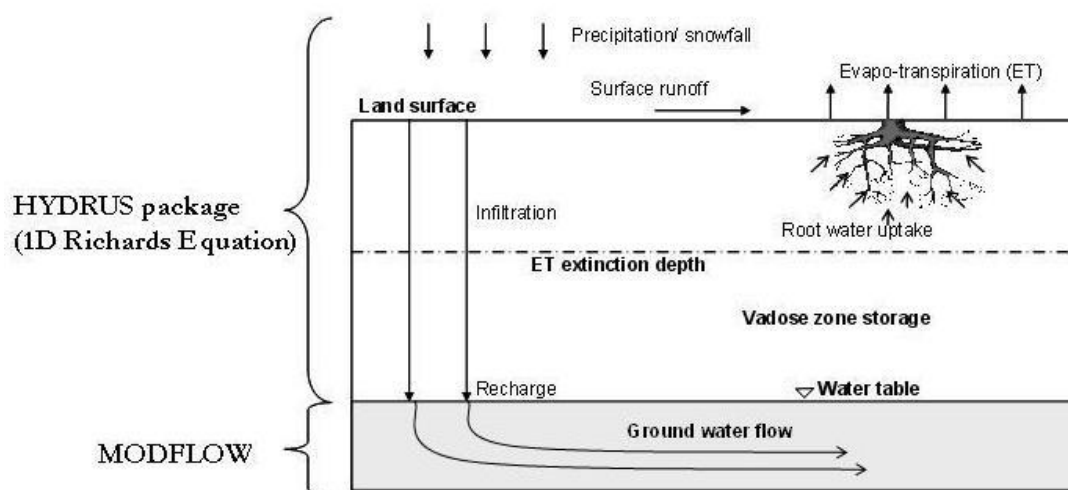 Precipitation/ snowfall
Evapo-transpiration (ET)
Surface runoff
Land surface
HYDRUS package
(1D Richards Equation)
Infiltration
Root water uptake
ET extinction depth
Vadose zone storage
Recharge
Water table
Ground water flow
MODFLOW